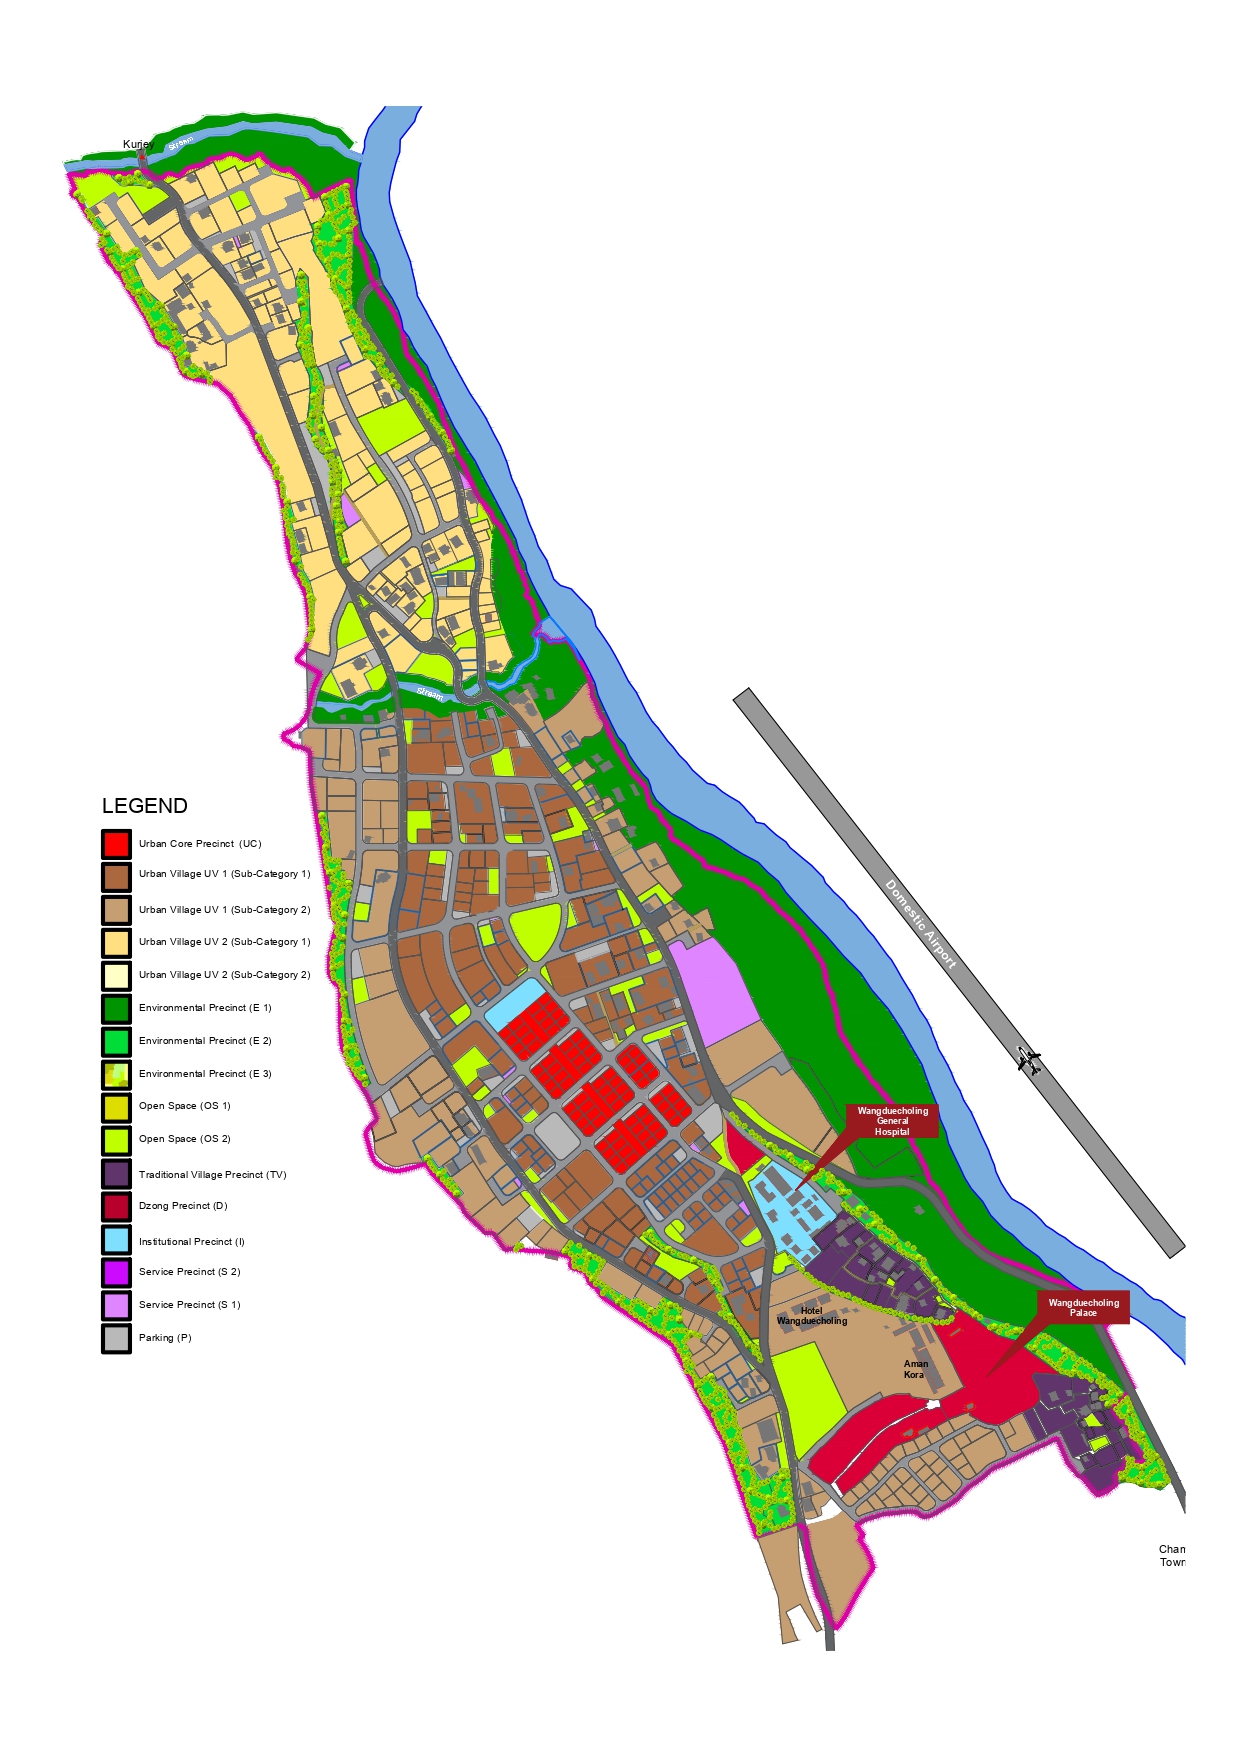 Kurjey
Stream
Stream
LEGEND
Urban Core Precinct (UC)
Urban Village UV 1 (Sub-Category 1)
Urban Village UV 1 (Sub-Category 2)
Urban Village UV 2 (Sub-Category 1)
Urban Village UV 2 (Sub-Category 2)
Environmental Precinct (E 1)
Environmental Precinct (E 2)
Environmental Precinct (E 3)
Open Space (OS 1)
Open Space (OS 2)
Traditional Village Precinct (TV)
Dzong Precinct (D)
Institutional Precinct (I)
Service Precinct (S 2)
Service Precinct (S 1)
Parking (P)
Domestic Airport
Wangduecholing
General
Hospital
Wangduecholing
Palace
Hotel
Wangduecholing
Aman
Kora
Cham
Town